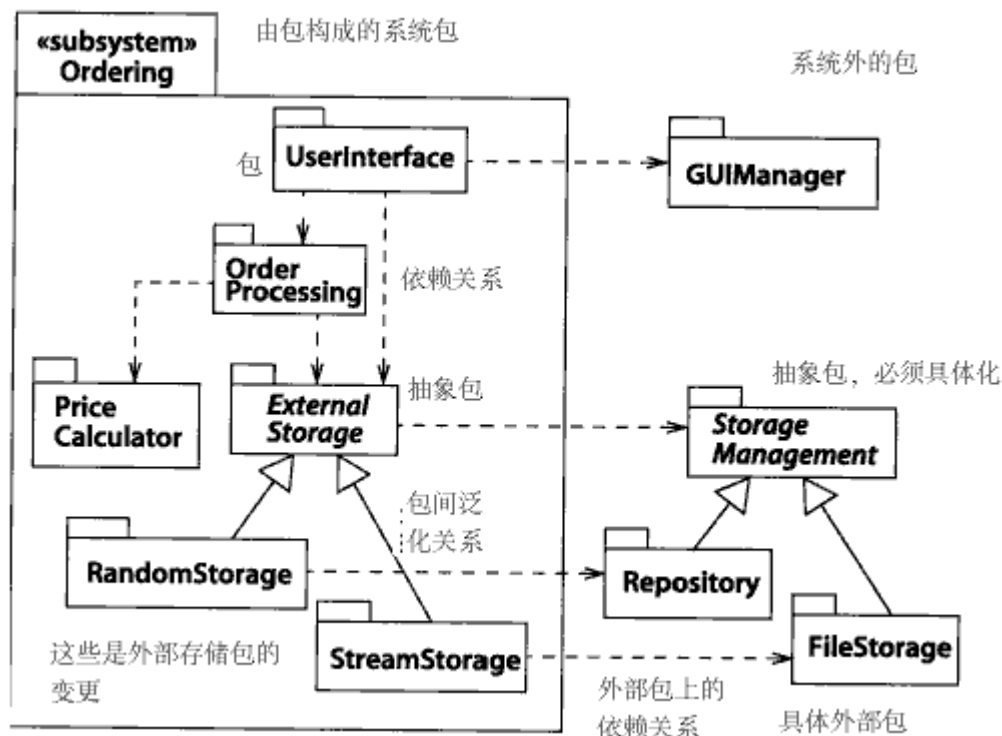 «subsystem»
Ordering
由包构成的系统包
系统外的包
包
UserInterface
GUIManager
Order
Processing
依赖关系
Price
Calculator
External
Storage
抽象包
抽象包，必须具体化
Storage
Management
包间泛
化关系
RandomStorage
Repository
这些是外部存储包的
变更
StreamStorage
FileStorage
外部包上的
依赖关系
具体外部包